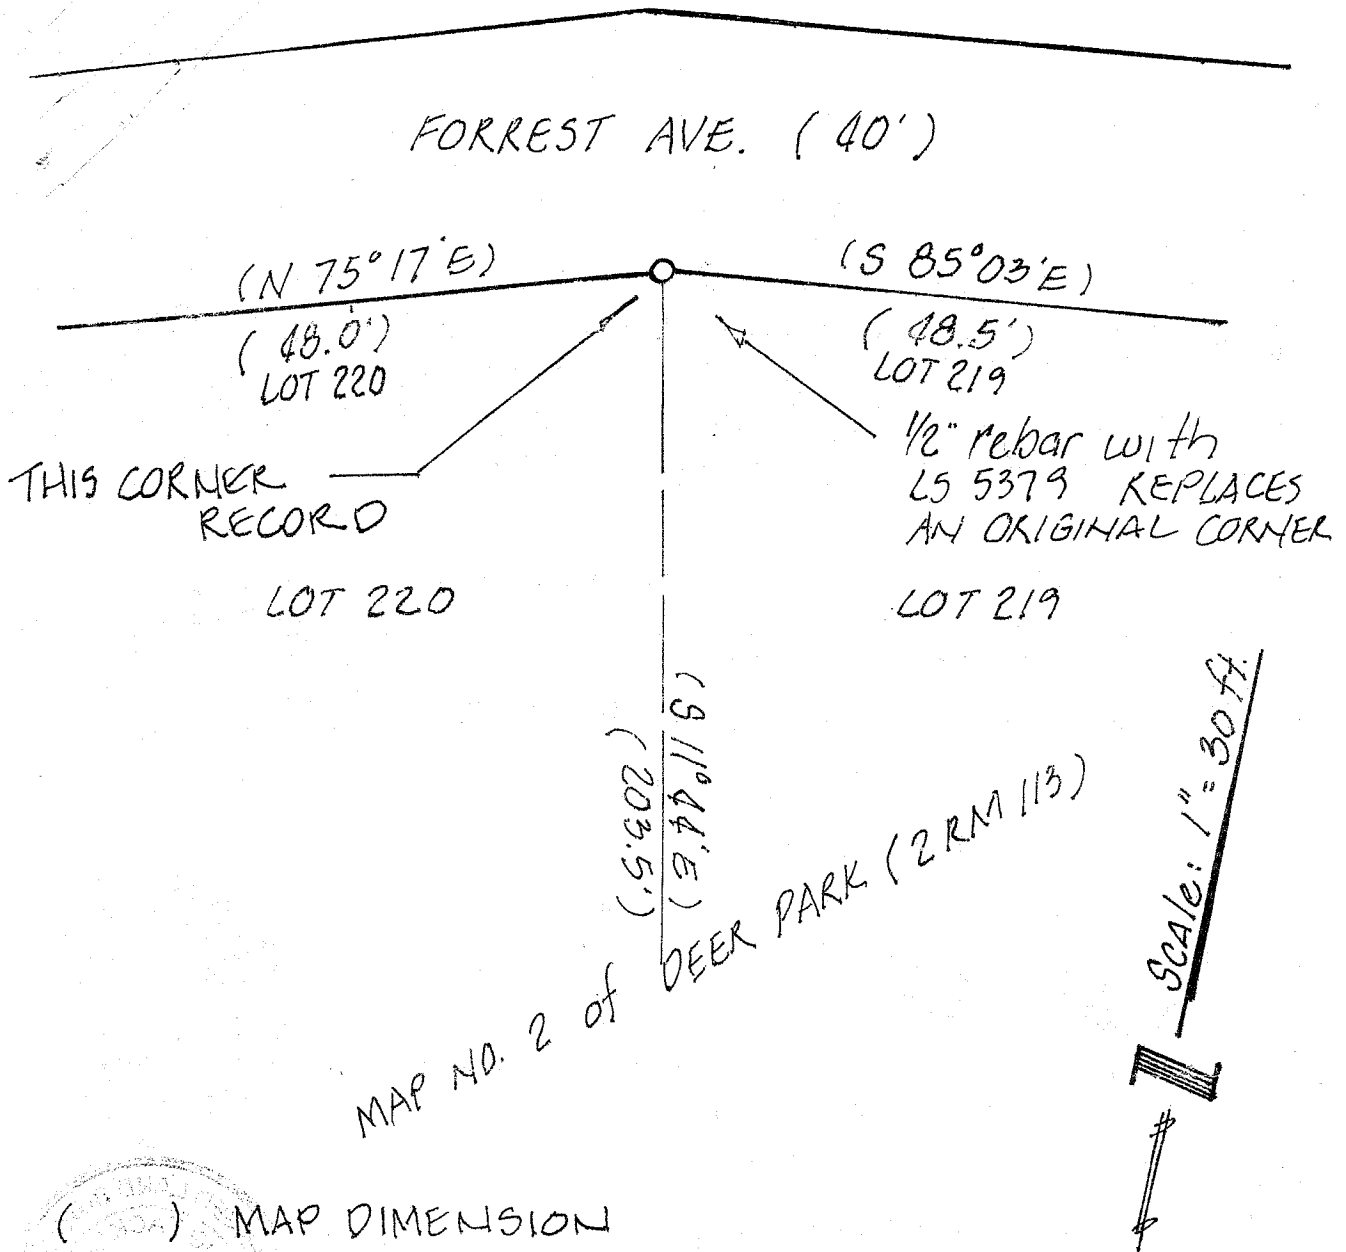 FORREST AVE. ( 40' )
(N 75° 17' E)
(S 85° 03' E)
( 48.0' )
LOT 220
( 48.5' )
LOT 219
THIS CORNER
RECORD
1/2" rebar with
LS 5379 REPLACES
AN ORIGINAL CORNER
LOT 220
LOT 219
(S 11° 44' E)
( 203.5' )
SCAle: 1" = 30 ft.
MAP NO. 2 of DEER PARK (2 RM 113)
N
( ) MAP DIMENSION